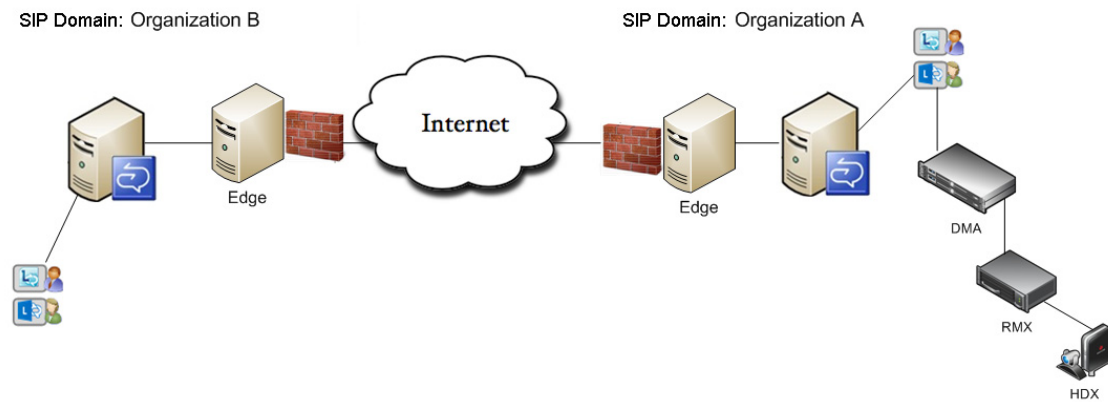 SIP Domain: Organization B
SIP Domain: Organization A
Internet
Edge
Edge
DMA
RMX
HDX